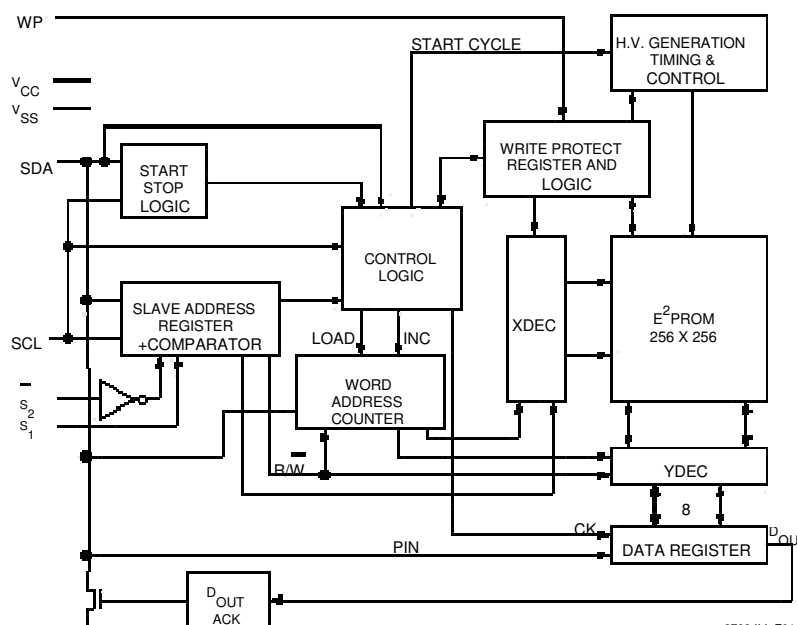 WP
START CYCLE
H.V. GENERATION
TIMING &
CONTROL
VCC
VSS
SDA
START
STOP
LOGIC
WRITE PROTECT
REGISTER AND
LOGIC
CONTROL
LOGIC
XDEC
E2PROM
256 X 256
SLAVE ADDRESS
REGISTER
+COMPARATOR
SCL
LOAD
INC
WORD
ADDRESS
COUNTER
S̅2
S1
R/W̅
YDEC
8
CK
PIN
DATA REGISTER
DOU
DOUT
ACK